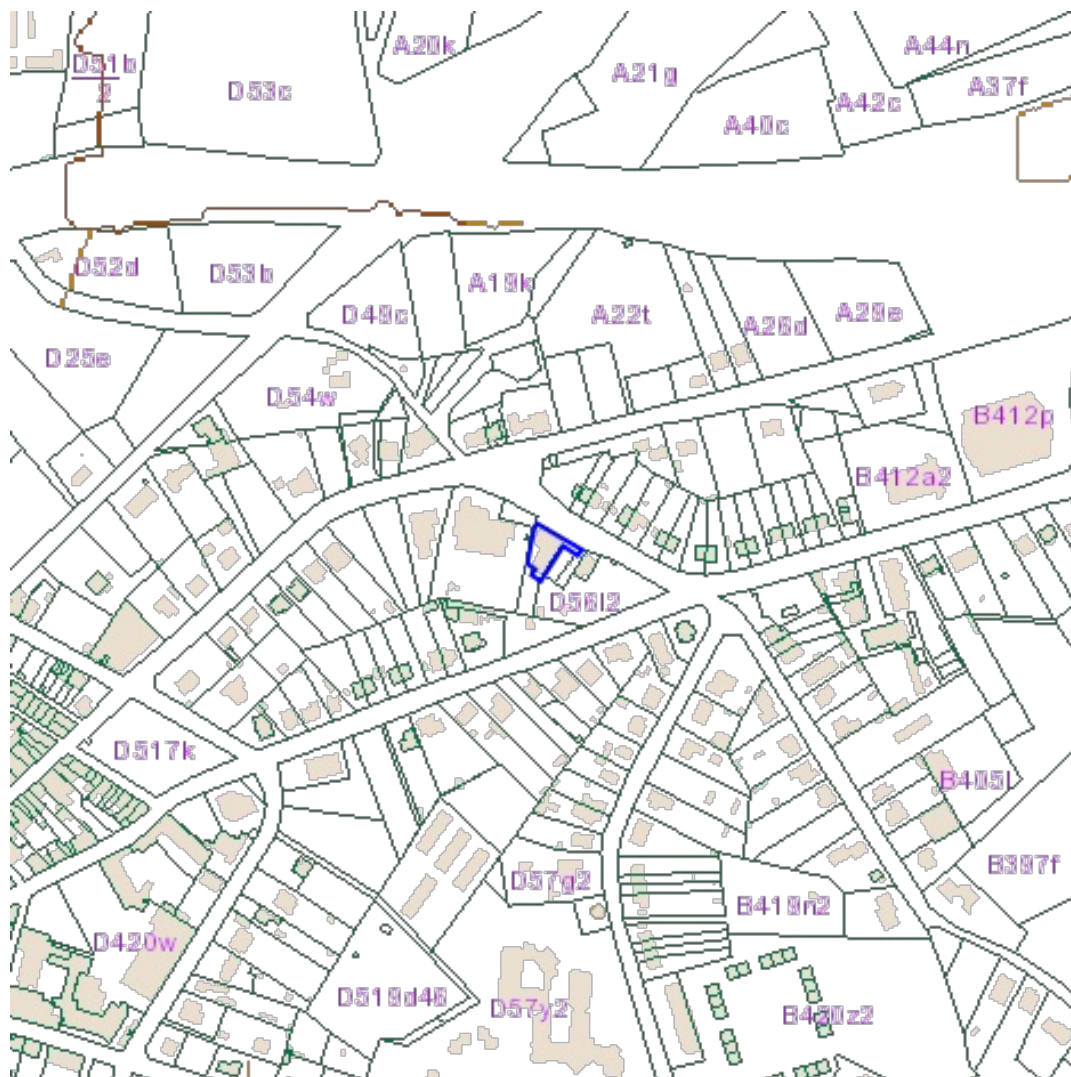 A20k
A44n
D51b
2
D53c
A21g
A37f
A42c
A40c
D52d
D53b
A19k
D49c
A22t
A26d
A29e
D25e
D54w
B412p
B412a2
D56l2
D517k
B405l
B397f
D57g2
B419n2
D420w
D519d46
D57y2
B420z2